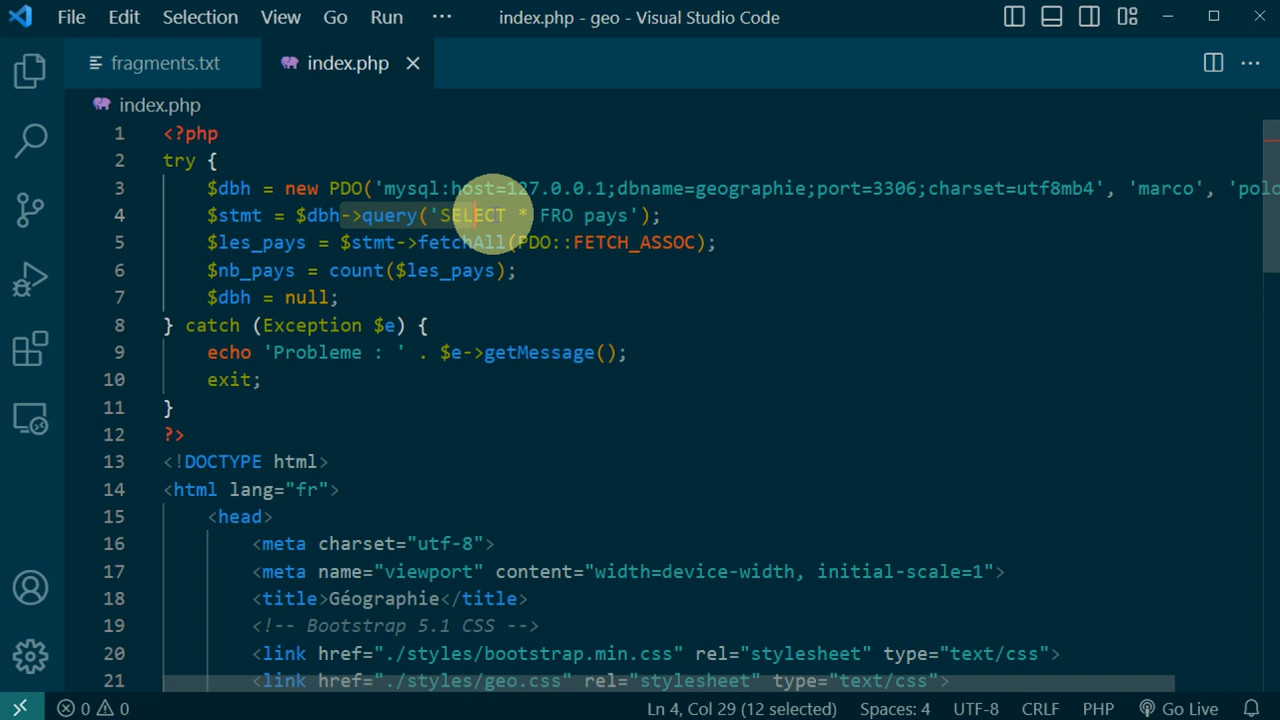 File Edit Selection View Go Run ··· index.php - geo - Visual Studio Code
fragments.txt index.php
index.php
1 <?php
2 try {
3 $dbh = new PDO('mysql:host=127.0.0.1;dbname=geographie;port=3306;charset=utf8mb4', 'marco', 'polo
4 $stmt = $dbh->query('SELECT * FRO pays');
5 $les_pays = $stmt->fetchAll(PDO::FETCH_ASSOC);
6 $nb_pays = count($les_pays);
7 $dbh = null;
8 } catch (Exception $e) {
9 echo 'Probleme : ' . $e->getMessage();
10 exit;
11 }
12 ?>
13 <!DOCTYPE html>
14 <html lang="fr">
15 <head>
16 <meta charset="utf-8">
17 <meta name="viewport" content="width=device-width, initial-scale=1">
18 <title>Géographie</title>
19 <!-- Bootstrap 5.1 CSS -->
20 <link href="./styles/bootstrap.min.css" rel="stylesheet" type="text/css">
21 <link href="./styles/geo.css" rel="stylesheet" type="text/css">
0 0 Ln 4, Col 29 (12 selected) Spaces: 4 UTF-8 CRLF PHP Go Live